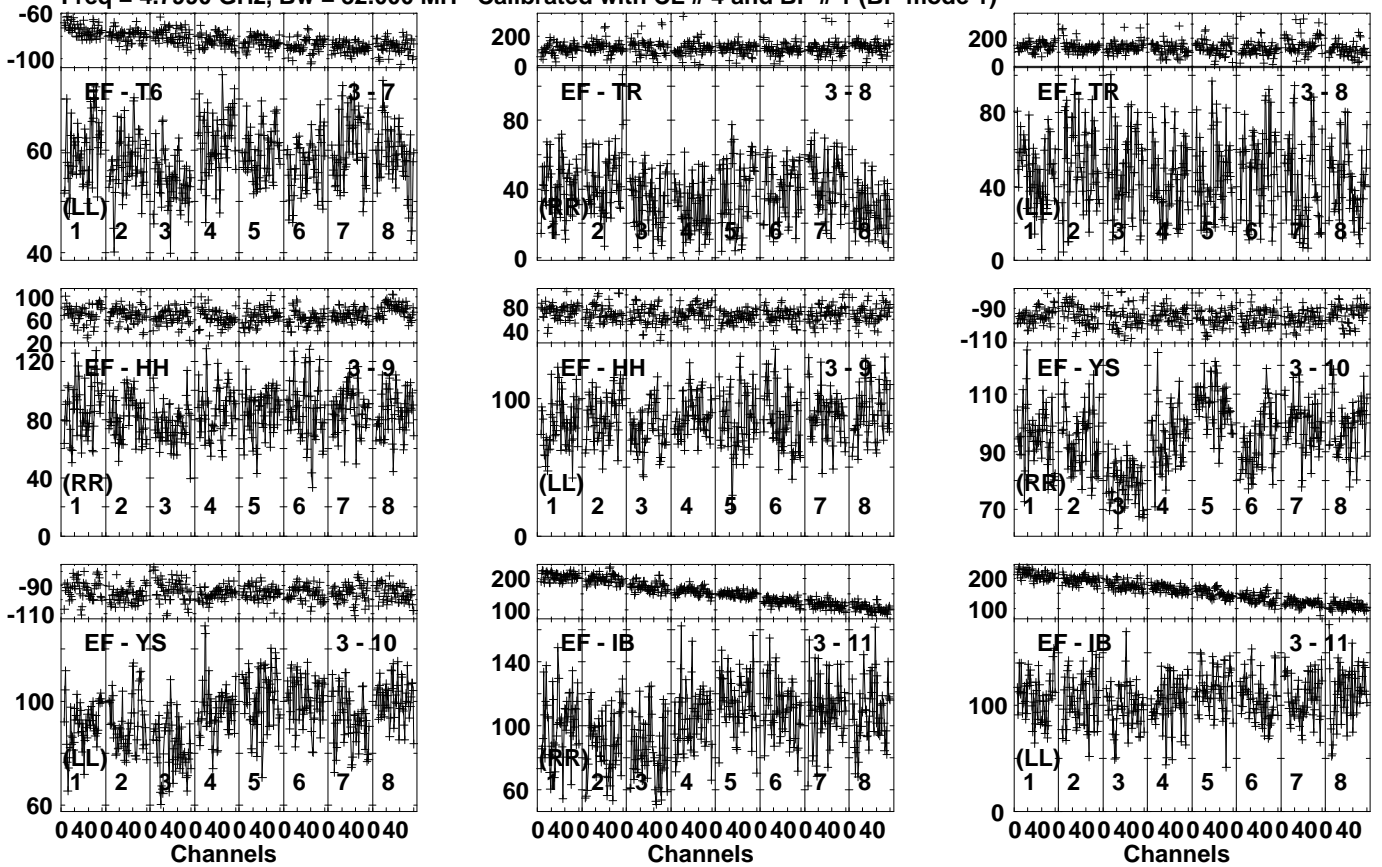 Calibrated with CL # 4 and BP # 1 (BP mode 1)
-60
-100
EF - T6 3 - 7
60
(LL)
40
1 2 3 4 5 6 7 8
200
0
EF - TR 3 - 8
80
40
(RR)
0
1 2 3 4 5 6 7 8
200
0
EF - TR 3 - 8
80
40
(LL)
0
1 2 3 4 5 6 7 8
100
60
20
120
EF - HH 3 - 9
80
40
(RR)
0
1 2 3 4 5 6 7 8
80
40
EF - HH 3 - 9
100
(LL)
0
1 2 3 4 5 6 7 8
-90
-110
EF - YS 3 - 10
110
90
70
(RR)
1 2 3 4 5 6 7 8
-90
-110
EF - YS 3 - 10
100
(LL)
60
1 2 3 4 5 6 7 8
0 40 0 40 0 40 0 40 0 40 0 40 0 40 0 40
Channels
200
100
EF - IB 3 - 11
140
100
60
(RR)
1 2 3 4 5 6 7 8
0 40 0 40 0 40 0 40 0 40 0 40 0 40 0 40
Channels
200
100
EF - IB 3 - 11
100
(LL)
0
1 2 3 4 5 6 7 8
0 40 0 40 0 40 0 40 0 40 0 40 0 40 0 40
Channels